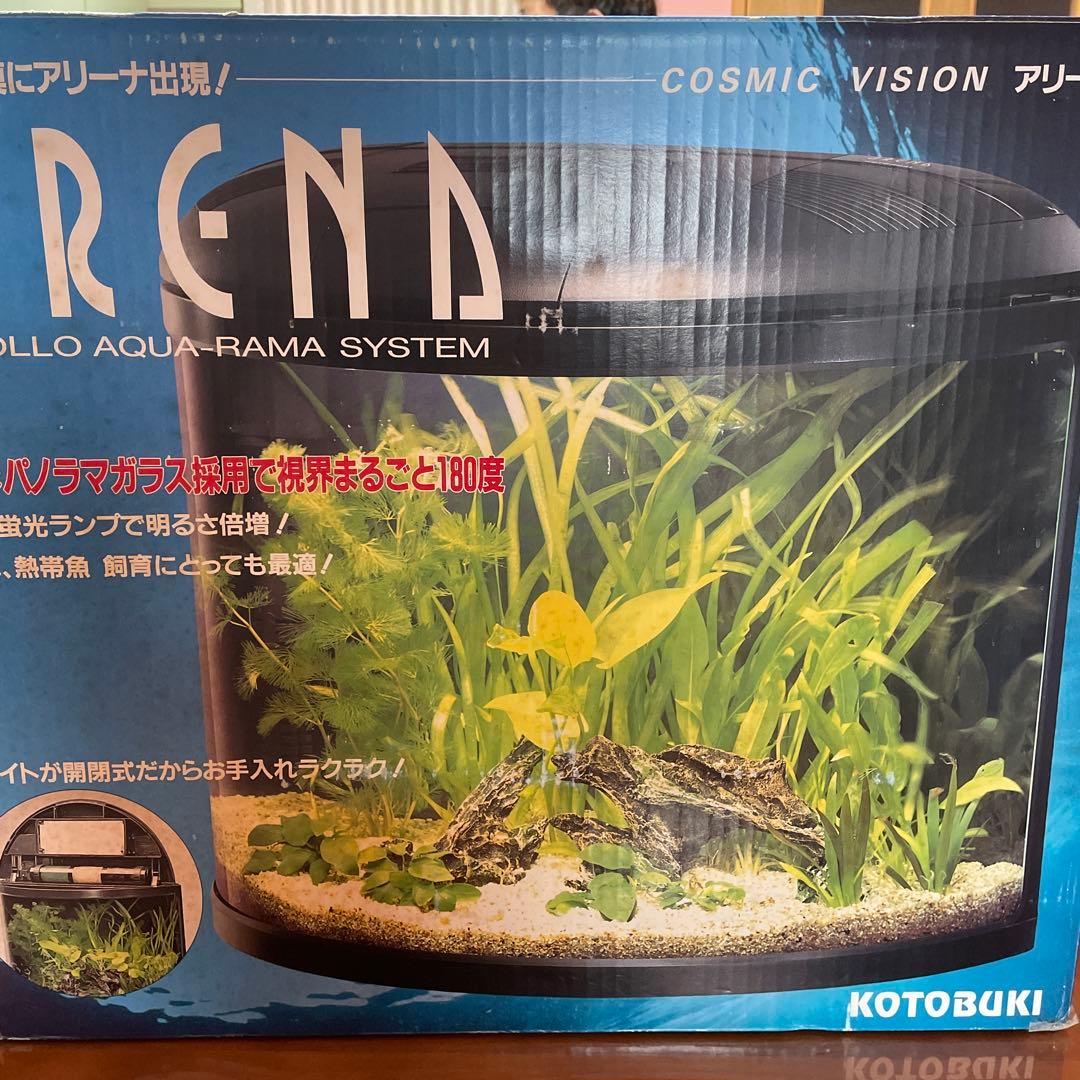 にアリーナ出現!
COSMIC VISION アリー
RENA
OLLO AQUA-RAMA SYSTEM
パノラマガラス採用で視界まるごと180度
蛍光ランプで明るさ倍増!
、熱帯魚 飼育にとっても最適!
イトが開閉式だからお手入れラクラク!
KOTOBUKI